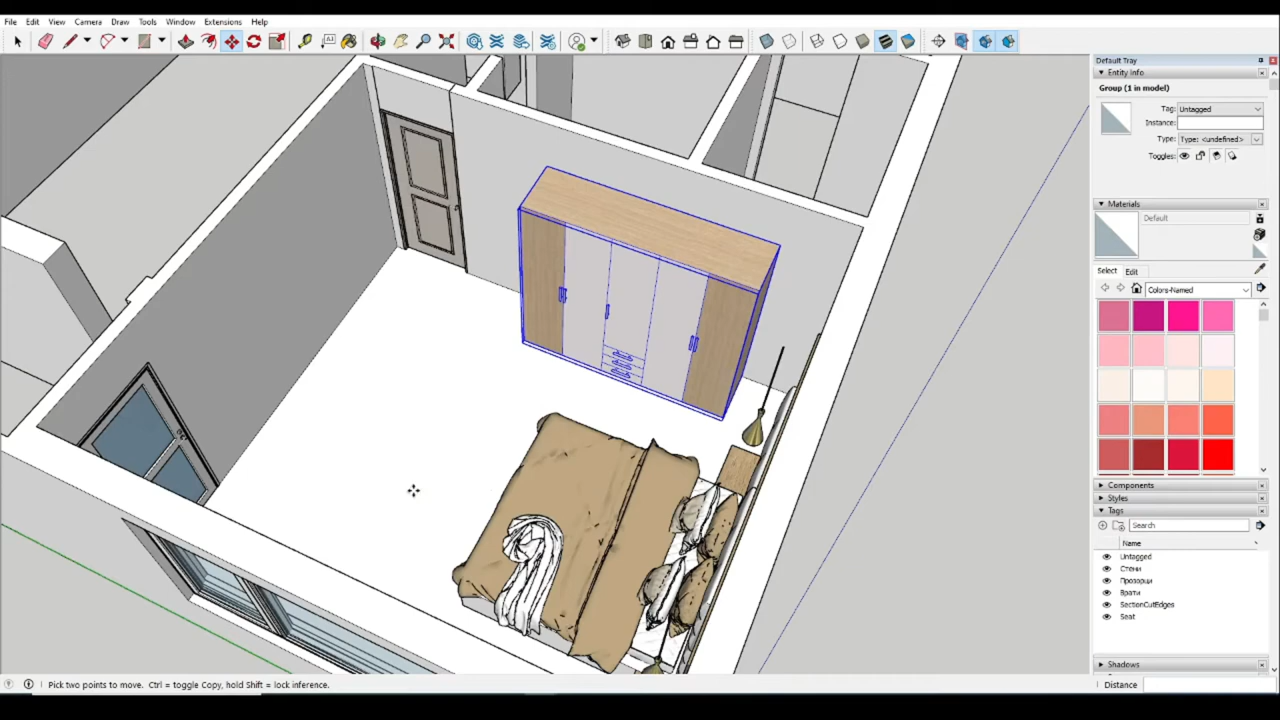 File Edit View Camera Draw Tools Window Extensions Help
Default Tray
Entity Info
Group (1 in model)
Tag: Untagged
Instance:
Type: Type: <undefined>
Toggles:
Materials
Default
Select Edit
Colors-Named
Components
Styles
Tags
Search
Name
Untagged
Стени
Прозорци
Врати
SectionCutEdges
Seat
Shadows
Pick two points to move. Ctrl = toggle Copy, hold Shift = lock inference.
Distance